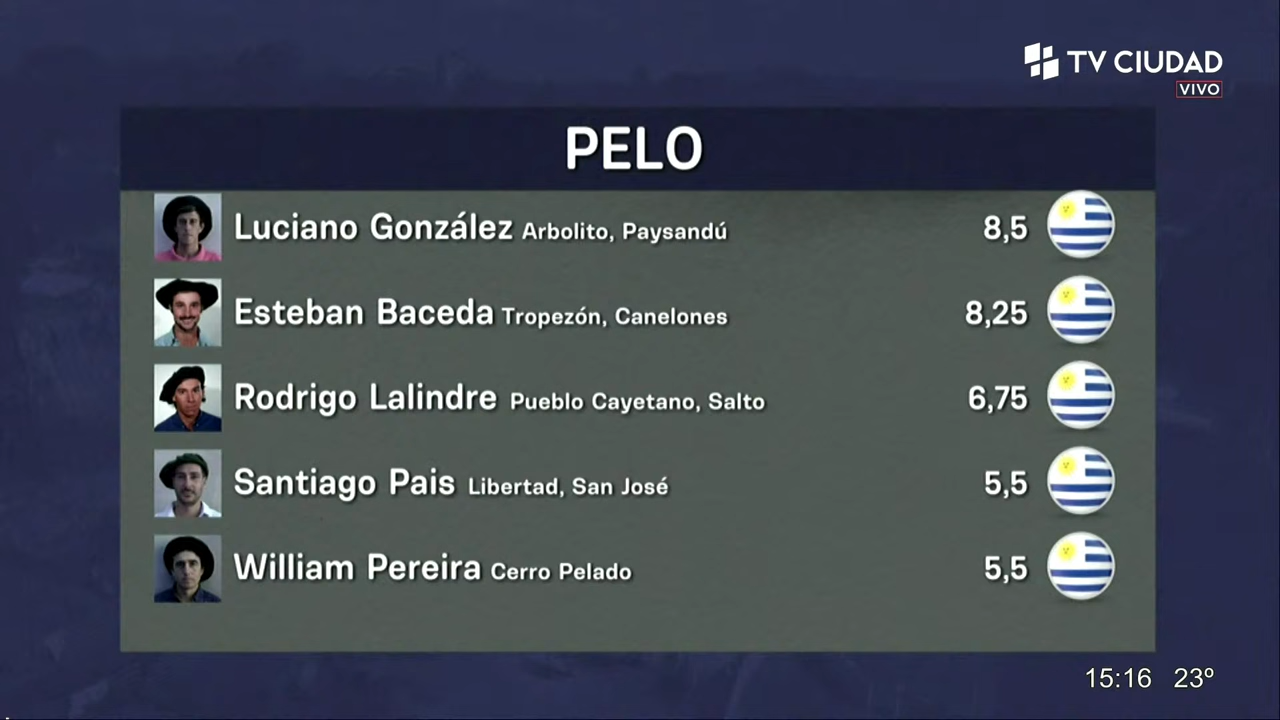 TV CIUDAD
VIVO
PELO
Luciano González Arbolito, Paysandú 8,5
Esteban Baceda Tropezón, Canelones 8,25
Rodrigo Lalindre Pueblo Cayetano, Salto 6,75
Santiago Pais Libertad, San José 5,5
William Pereira Cerro Pelado 5,5
15:16 23º